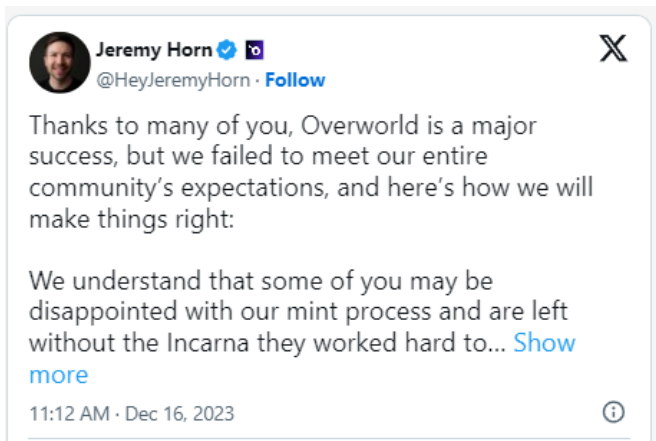 Jeremy Horn
@HeyJeremyHorn · Follow
Thanks to many of you, Overworld is a major
success, but we failed to meet our entire
community's expectations, and here's how we will
make things right:
We understand that some of you may be
disappointed with our mint process and are left
without the Incarna they worked hard to... Show
more
11:12 AM · Dec 16, 2023